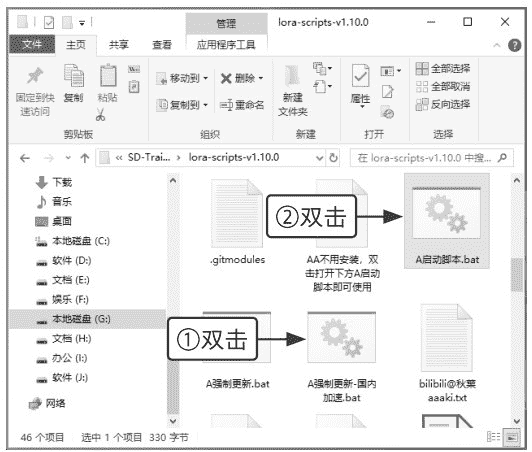 管理
lora-scripts-v1.10.0
文件
主页
共享
查看
应用程序工具
固定到快
速访问
复制
粘贴
移动到
复制到
删除
重命名
新建
文件夹
属性
全部选择
全部取消
反向选择
剪贴板
组织
新建
打开
选择
« SD-Trai... › lora-scripts-v1.10.0
在 lora-scripts-v1.10.0 中搜...
下载
音乐
桌面
本地磁盘 (C:)
软件 (D:)
文档 (E:)
娱乐 (F:)
本地磁盘 (G:)
文档 (H:)
办公 (I:)
软件 (J:)
网络
②双击
.gitmodules
AA不用安装，双
击打开下方A启动
脚本即可使用
A启动脚本.bat
①双击
A强制更新.bat
A强制更新-国内
加速.bat
bilibili@秋葉
aaaki.txt
46 个项目
选中 1 个项目 330 字节